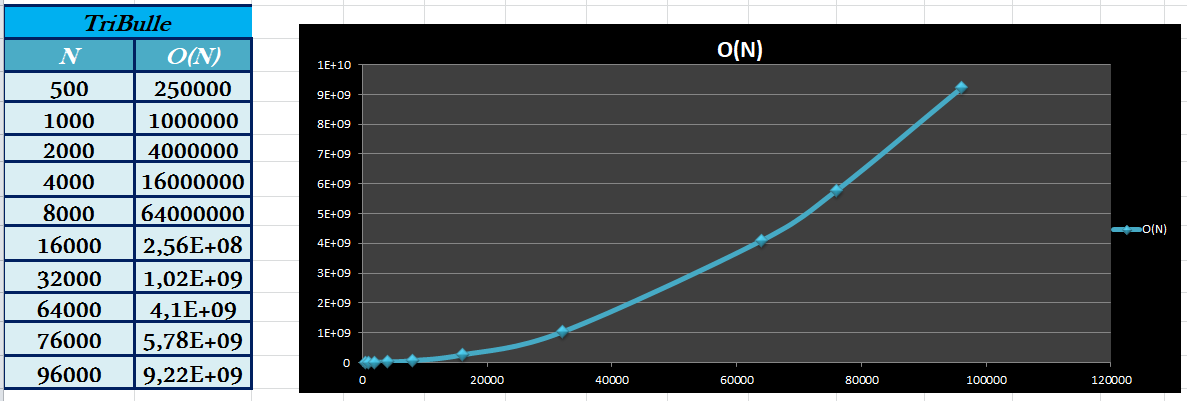 TriBulle
N O(N)
500 250000
1000 1000000
2000 4000000
4000 16000000
8000 64000000
16000 2,56E+08
32000 1,02E+09
64000 4,1E+09
76000 5,78E+09
96000 9,22E+09
O(N)
1E+10
9E+09
8E+09
7E+09
6E+09
5E+09
4E+09
3E+09
2E+09
1E+09
0
0 20000 40000 60000 80000 100000 120000
O(N)